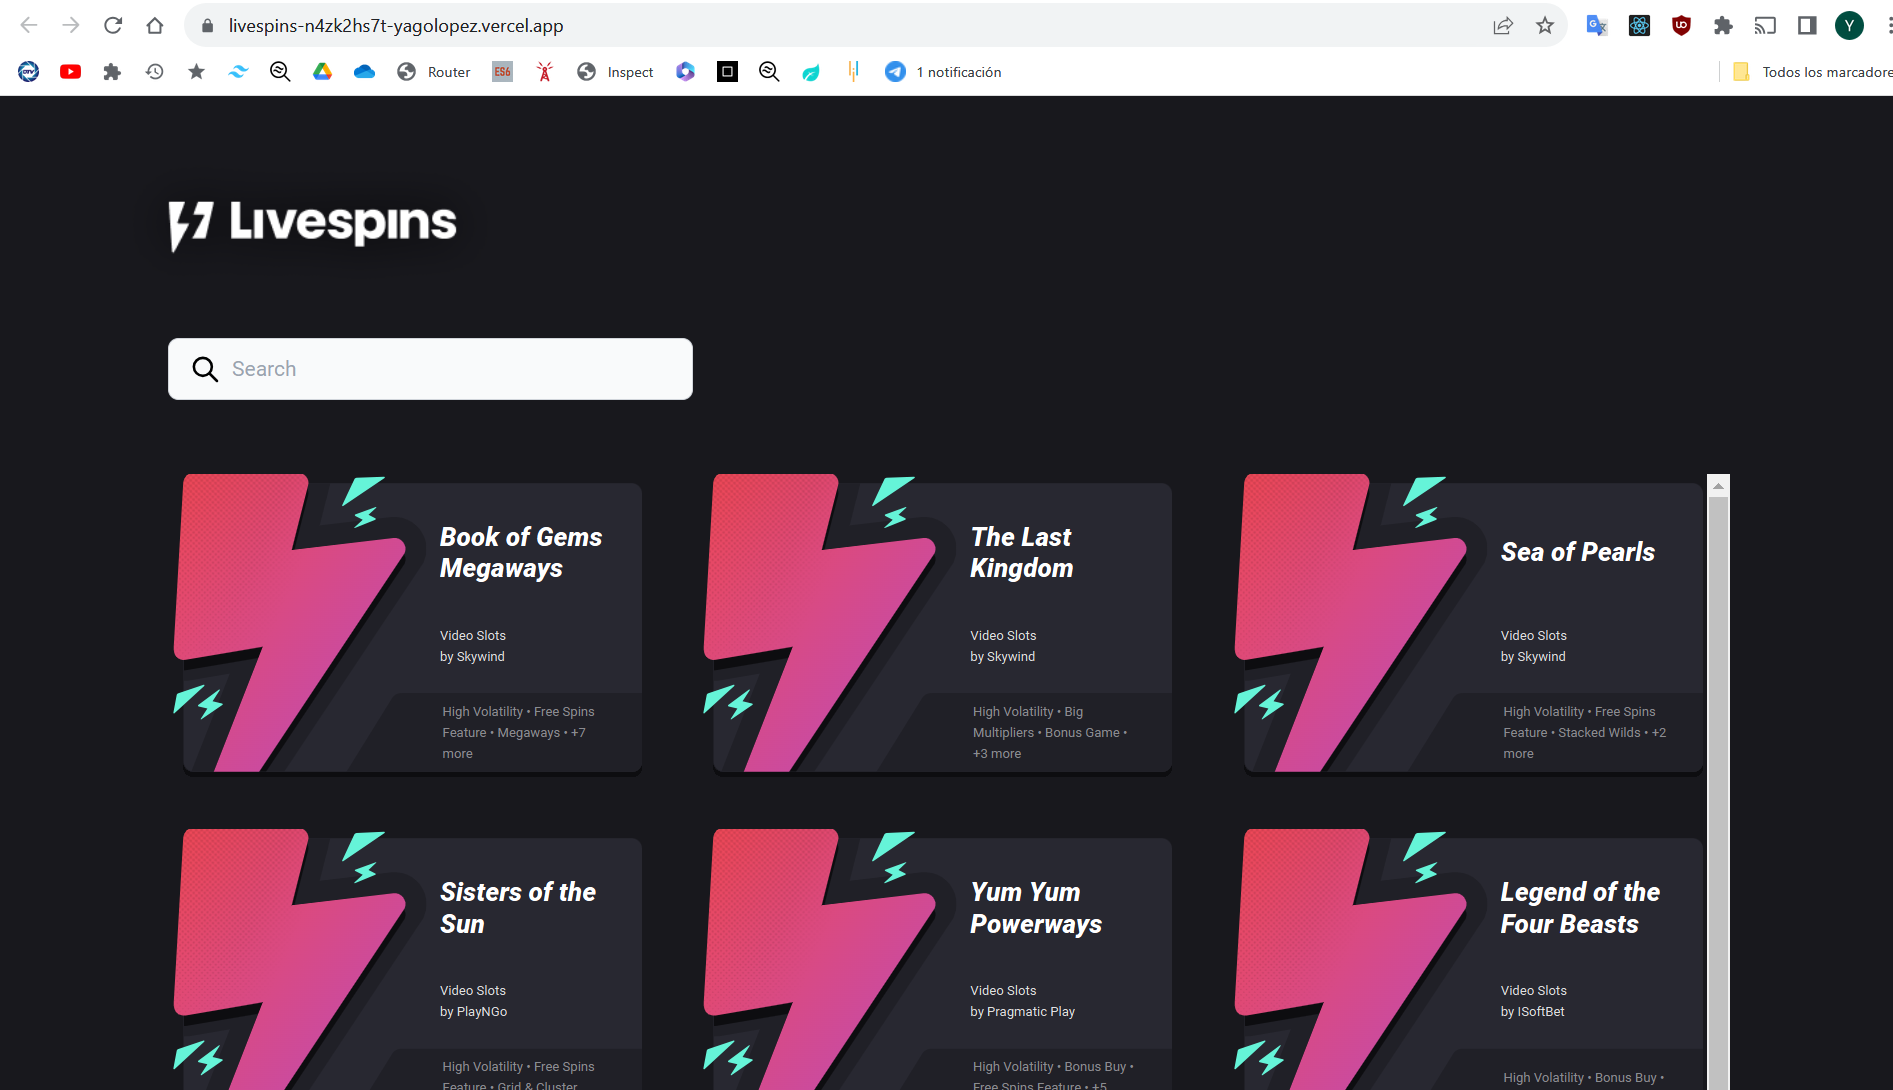 livespins-n4zk2hs7t-yagolopez.vercel.app
Y
Router
ES6
Inspect
1 notificación
Todos los marcadore
Livespins
Search
Book of Gems
Megaways
Video Slots
by Skywind
High Volatility • Free Spins
Feature • Megaways • +7
more
The Last
Kingdom
Video Slots
by Skywind
High Volatility • Big
Multipliers • Bonus Game •
+3 more
Sea of Pearls
Video Slots
by Skywind
High Volatility • Free Spins
Feature • Stacked Wilds • +2
more
Sisters of the
Sun
Video Slots
by PlayNGo
High Volatility • Free Spins
Feature • Grid & Cluster
Yum Yum
Powerways
Video Slots
by Pragmatic Play
High Volatility • Bonus Buy •
Free Spins Feature • +5
Legend of the
Four Beasts
Video Slots
by ISoftBet
High Volatility • Bonus Buy •